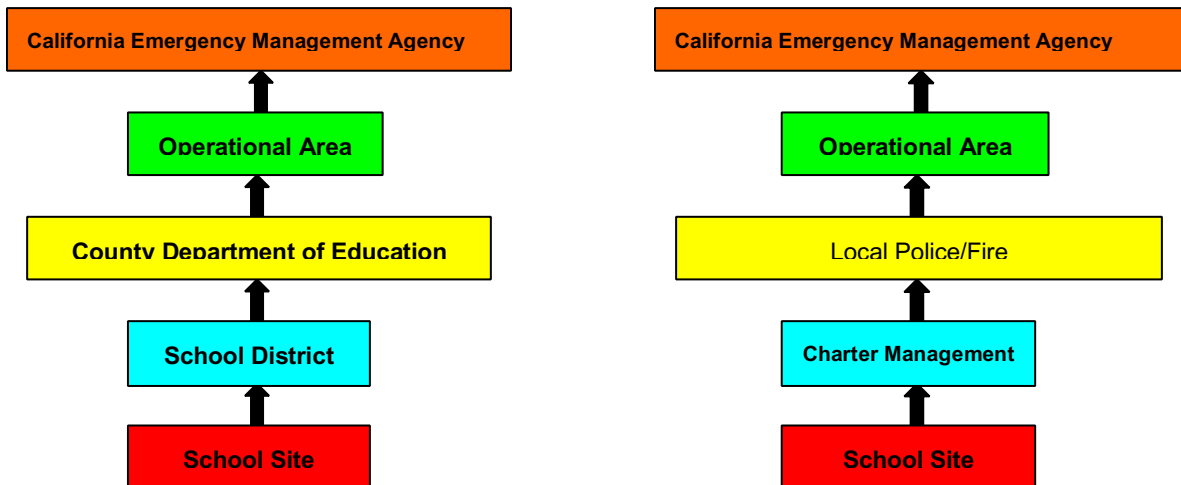 California Emergency Management Agency
California Emergency Management Agency
Operational Area
Operational Area
County Department of Education
Local Police/Fire
School District
Charter Management
School Site
School Site